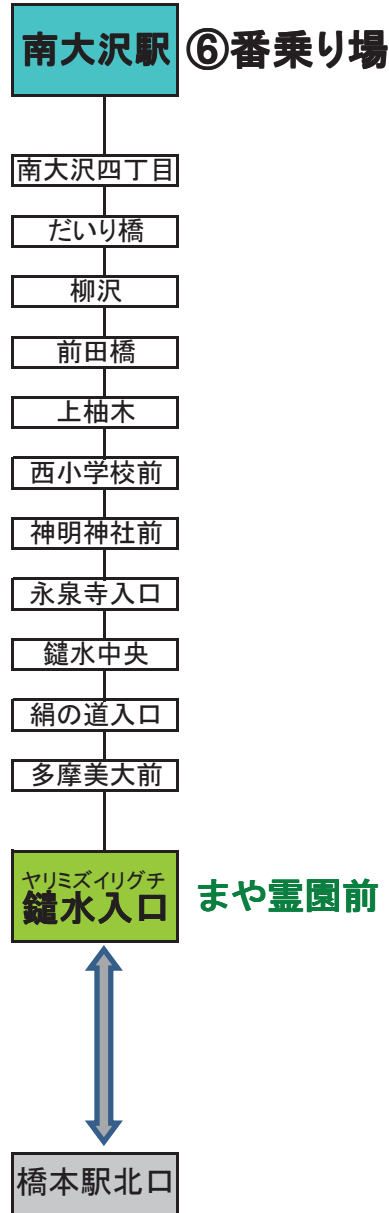 南大沢駅 ⑥番乗り場
南大沢四丁目
だいり橋
柳沢
前田橋
上柚木
西小学校前
神明神社前
永泉寺入口
鑓水中央
絹の道入口
多摩美大前
ヤリミズイリグチ
鑓水入口 まや霊園前
橋本駅北口